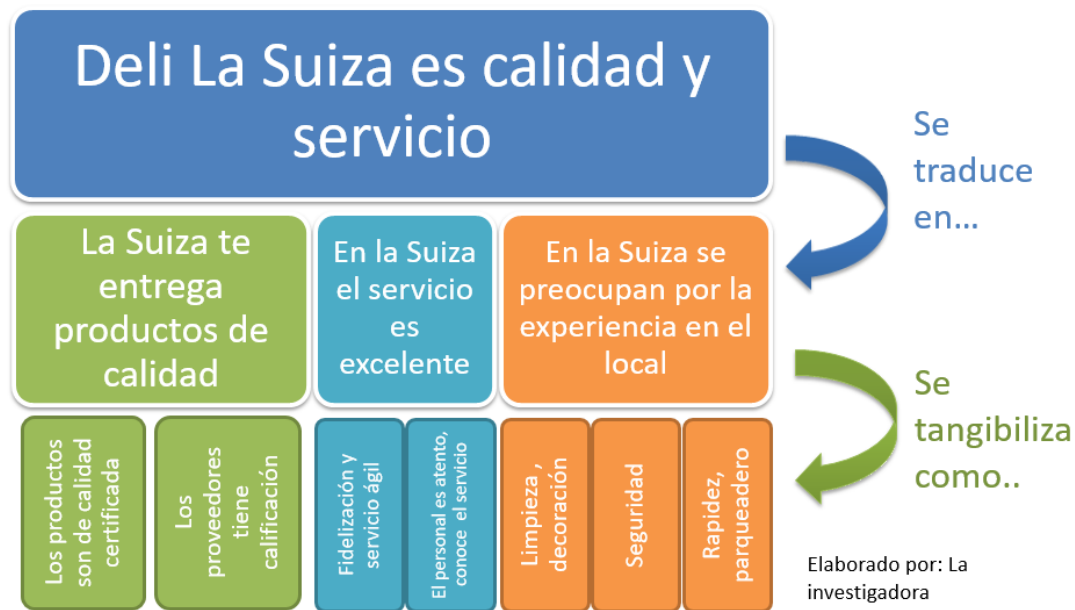 Deli La Suiza es calidad y
servicio
Se
traduce
en...
La Suiza te
entrega
productos de
calidad
En la Suiza
el servicio
es
excelente
En la Suiza se
preocupan por la
experiencia en el
local
Se
tangibiliza
como..
Los productos
son de calidad
certificada
Los
proveedores
tiene
calificación
Fidelización y
servicio ágil
El personal es atento,
conoce el servicio
Limpieza,
decoración
Seguridad
Rapidez,
parqueadero
Elaborado por: La
investigadora